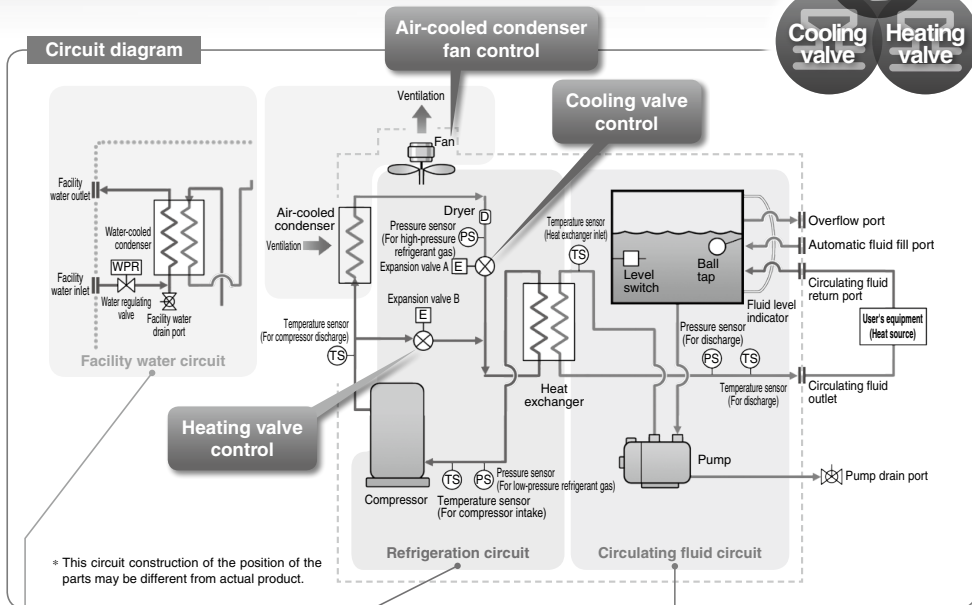 Circuit diagram
Air-cooled condenser
fan control
Cooling
valve
Heating
valve
Cooling valve
control
Ventilation
Fan
Facility
water outlet
Water-cooled
condenser
WPR
Facility
water inlet
Water regulating
valve
Facility water
drain port
Facility water circuit
Air-cooled
condenser
Ventilation
Dryer
D
Pressure sensor
(For high-pressure
refrigerant gas)
PS
Expansion valve A
E
Expansion valve B
E
Temperature sensor
(For compressor discharge)
TS
Temperature sensor
(Heat exchanger inlet)
TS
Level
switch
Ball
tap
Overflow port
Automatic fluid fill port
Circulating fluid
return port
Fluid level
indicator
User's equipment
(Heat source)
Pressure sensor
(For discharge)
PS
TS
Temperature sensor
(For discharge)
Circulating fluid
outlet
Heat
exchanger
Heating valve
control
Compressor
TS
PS
Pressure sensor
(For low-pressure refrigerant gas)
Temperature sensor
(For compressor intake)
Pump
Pump drain port
Refrigeration circuit
Circulating fluid circuit
* This circuit construction of the position of the
parts may be different from actual product.